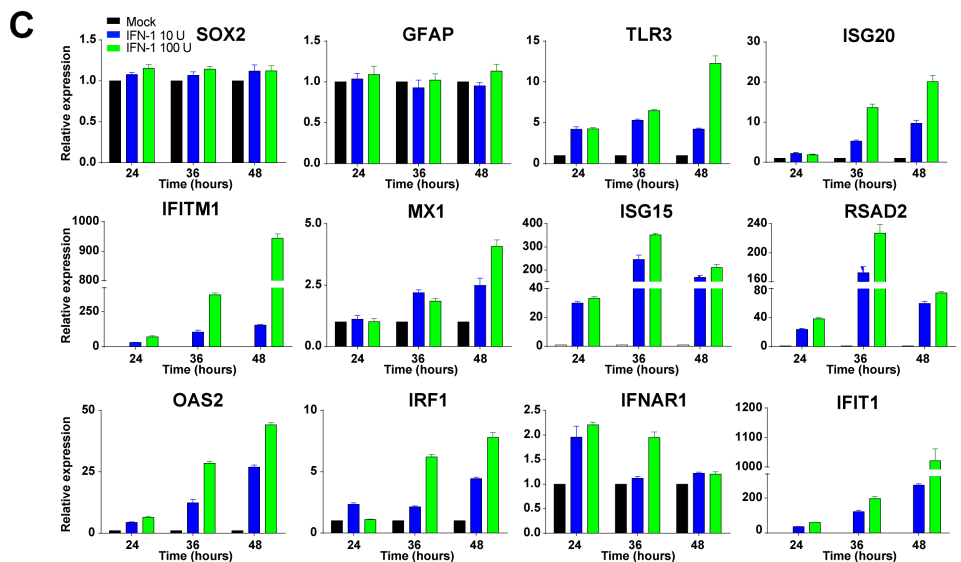 C
Mock
IFN-1 10 U
IFN-1 100 U
SOX2
GFAP
TLR3
ISG20
Relative expression
1.5
1.0
0.5
0.0
24
36
48
Time (hours)
1.5
1.0
0.5
0.0
24
36
48
Time (hours)
15
10
5
0
24
36
48
Time (hours)
30
20
10
0
24
36
48
Time (hours)
IFITM1
MX1
ISG15
RSAD2
1000
900
800
250
0
24
36
48
Time (hours)
5.0
2.5
0.0
24
36
48
Time (hours)
400
300
200
40
20
0
24
36
48
Time (hours)
240
200
160
80
40
0
24
36
48
Time (hours)
OAS2
IRF1
IFNAR1
IFIT1
Relative expression
50
25
0
24
36
48
Time (hours)
10
5
0
24
36
48
Time (hours)
2.5
2.0
1.5
1.0
0.5
0.0
24
36
48
Time (hours)
1200
1100
1000
200
0
24
36
48
Time (hours)